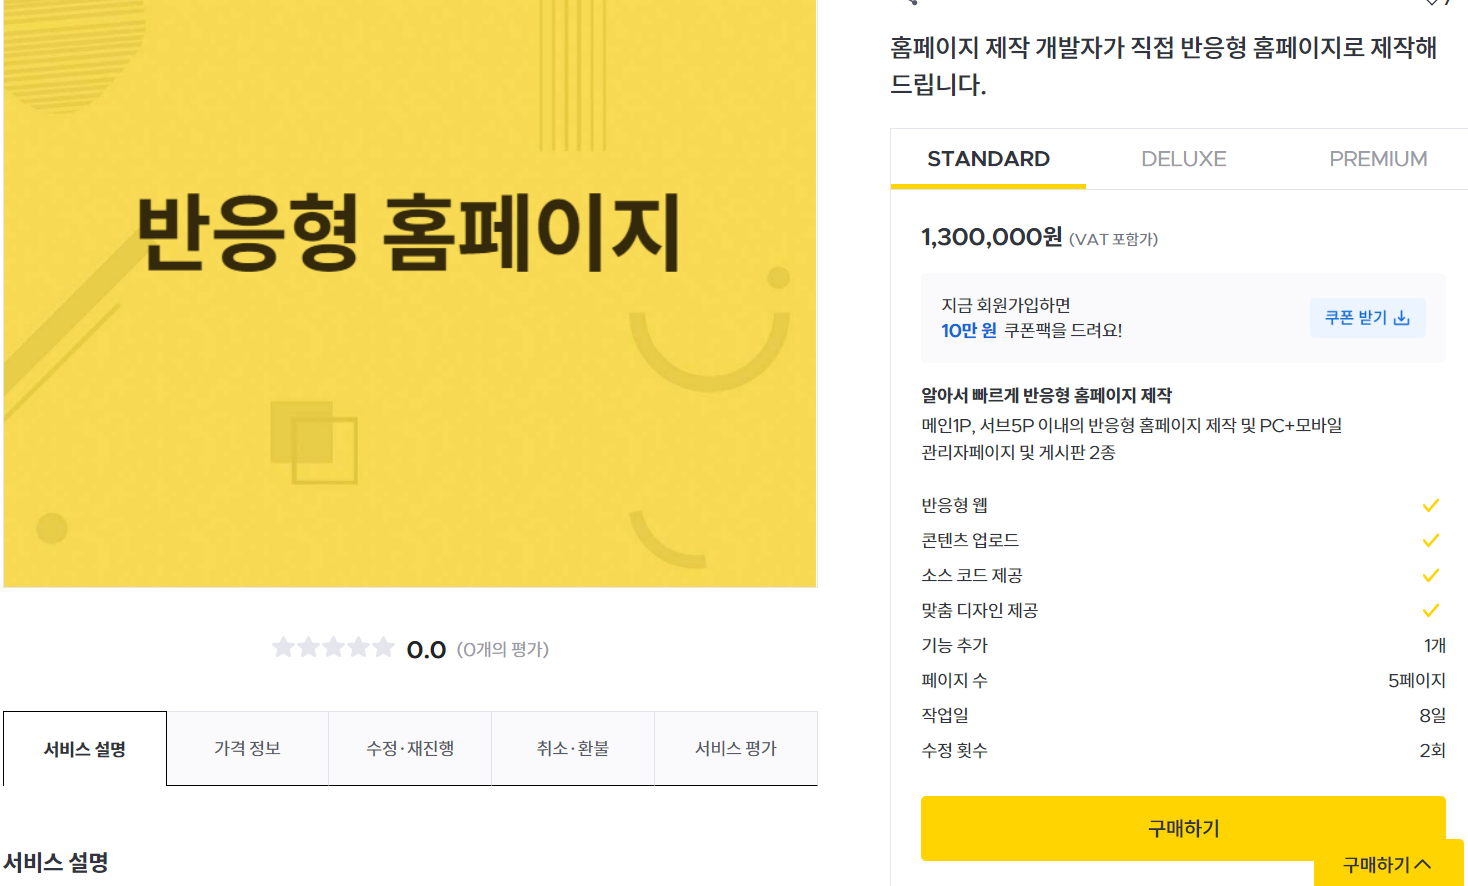 반응형 홈페이지
0.0 (0개의 평가)
서비스 설명
가격 정보
수정·재진행
취소·환불
서비스 평가
서비스 설명
홈페이지 제작 개발자가 직접 반응형 홈페이지로 제작해
드립니다.
STANDARD
DELUXE
PREMIUM
1,300,000원 (VAT 포함가)
지금 회원가입하면
10만 원 쿠폰팩을 드려요!
쿠폰 받기
알아서 빠르게 반응형 홈페이지 제작
메인1P, 서브5P 이내의 반응형 홈페이지 제작 및 PC+모바일
관리자페이지 및 게시판 2종
반응형 웹
콘텐츠 업로드
소스 코드 제공
맞춤 디자인 제공
기능 추가 1개
페이지 수 5페이지
작업일 8일
수정 횟수 2회
구매하기
구매하기